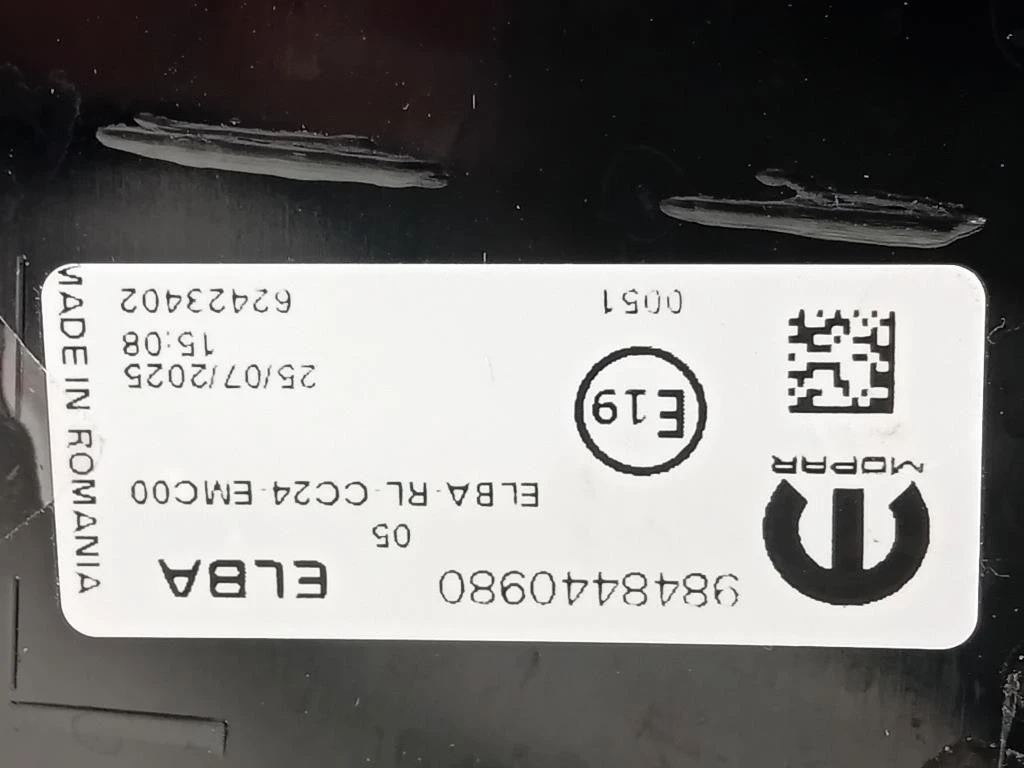 MOPAR
9848440980
ELBA
05
ELBA-RL-CC24-EMC00
E19
25/07/2025
15:08
0051
62423402
MADE IN ROMANIA